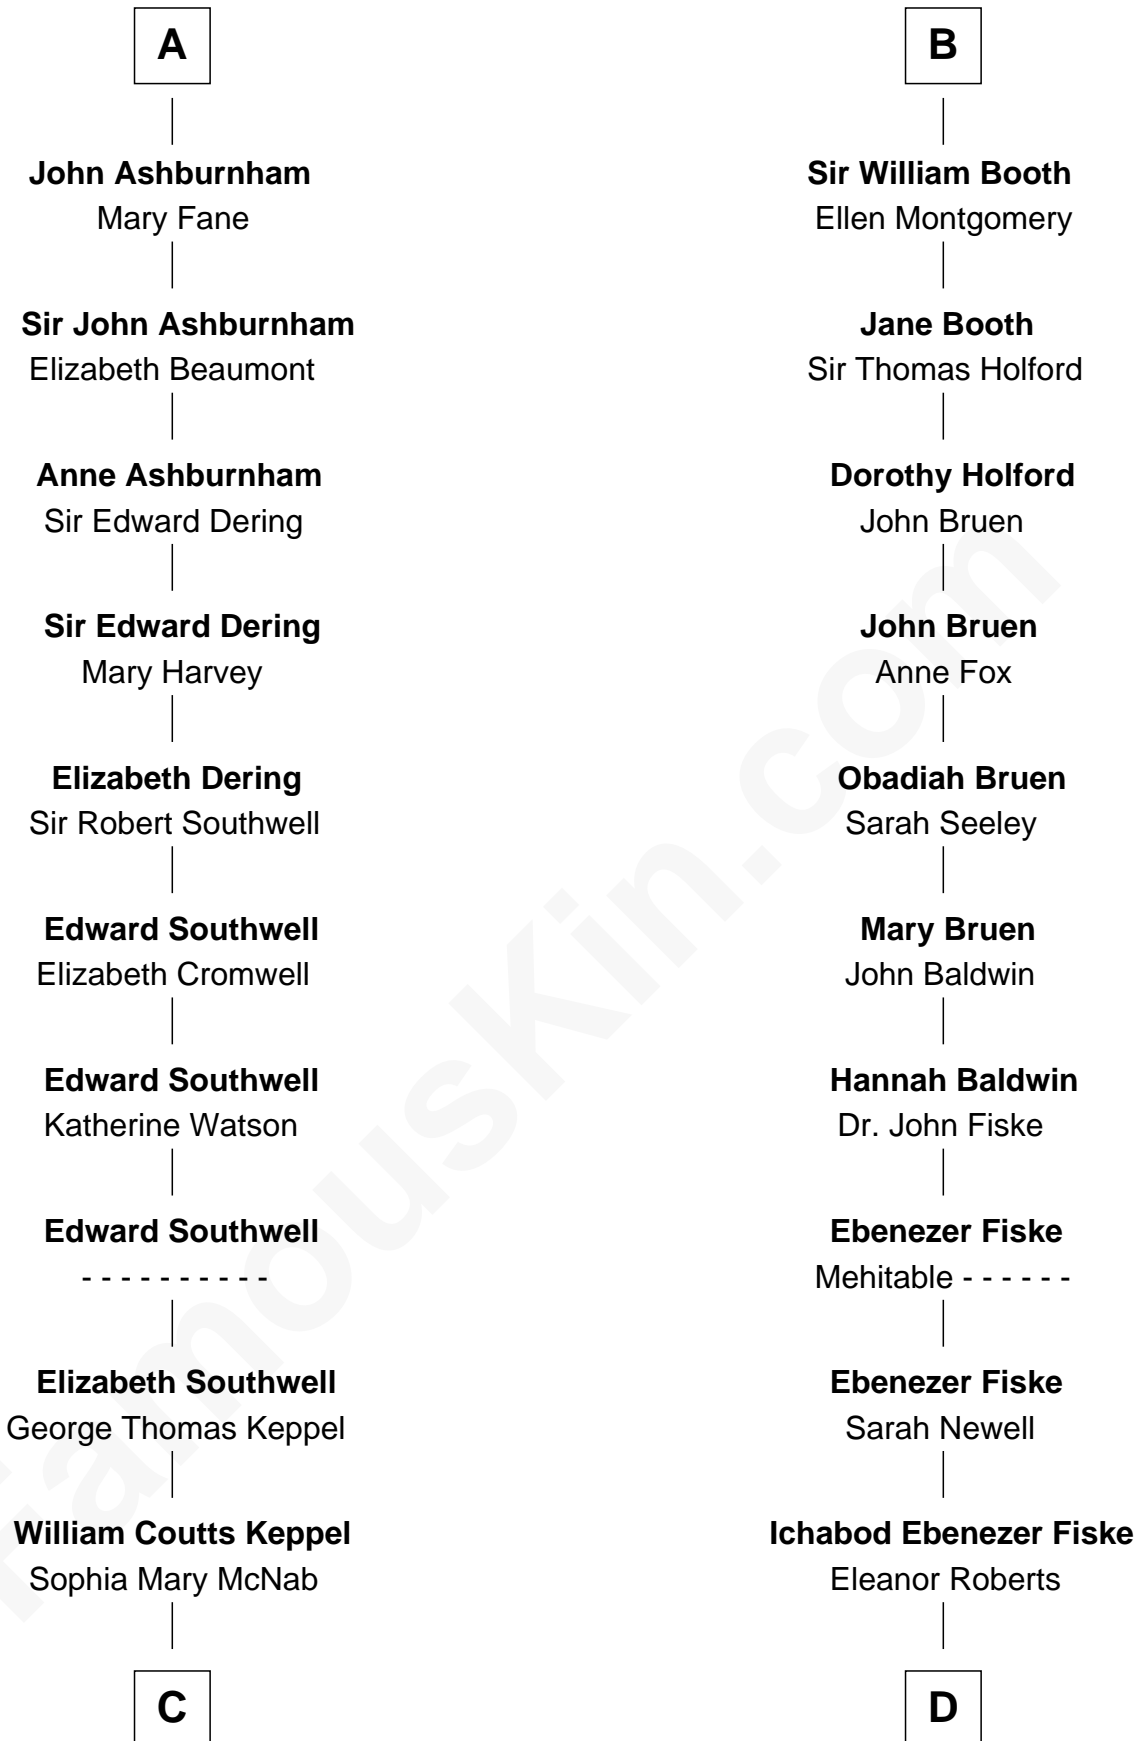 A
John Ashburnham
Mary Fane
Sir John Ashburnham
Elizabeth Beaumont
Anne Ashburnham
Sir Edward Dering
Sir Edward Dering
Mary Harvey
Elizabeth Dering
Sir Robert Southwell
Edward Southwell
Elizabeth Cromwell
Edward Southwell
Katherine Watson
Edward Southwell
- - - - - - - - - -
Elizabeth Southwell
George Thomas Keppel
William Coutts Keppel
Sophia Mary McNab
C
B
Sir William Booth
Ellen Montgomery
Jane Booth
Sir Thomas Holford
Dorothy Holford
John Bruen
John Bruen
Anne Fox
Obadiah Bruen
Sarah Seeley
Mary Bruen
John Baldwin
Hannah Baldwin
Dr. John Fiske
Ebenezer Fiske
Mehitable - - - - - -
Ebenezer Fiske
Sarah Newell
Ichabod Ebenezer Fiske
Eleanor Roberts
D
FamousKin.com